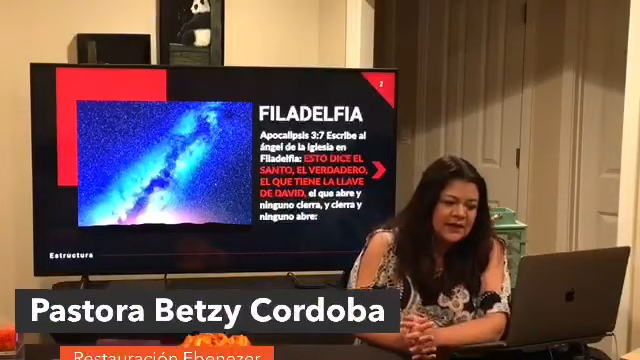 2
FILADELFIA
Apocalipsis 3:7 Escribe al
ángel de la iglesia en
Filadelfia: ESTO DICE EL
SANTO, EL VERDADERO,
EL QUE TIENE LA LLAVE
DE DAVID, el que abre y
ninguno cierra, y cierra y
ninguno abre:
Estructura
Pastora Betzy Cordoba
Restauración Ebenezer